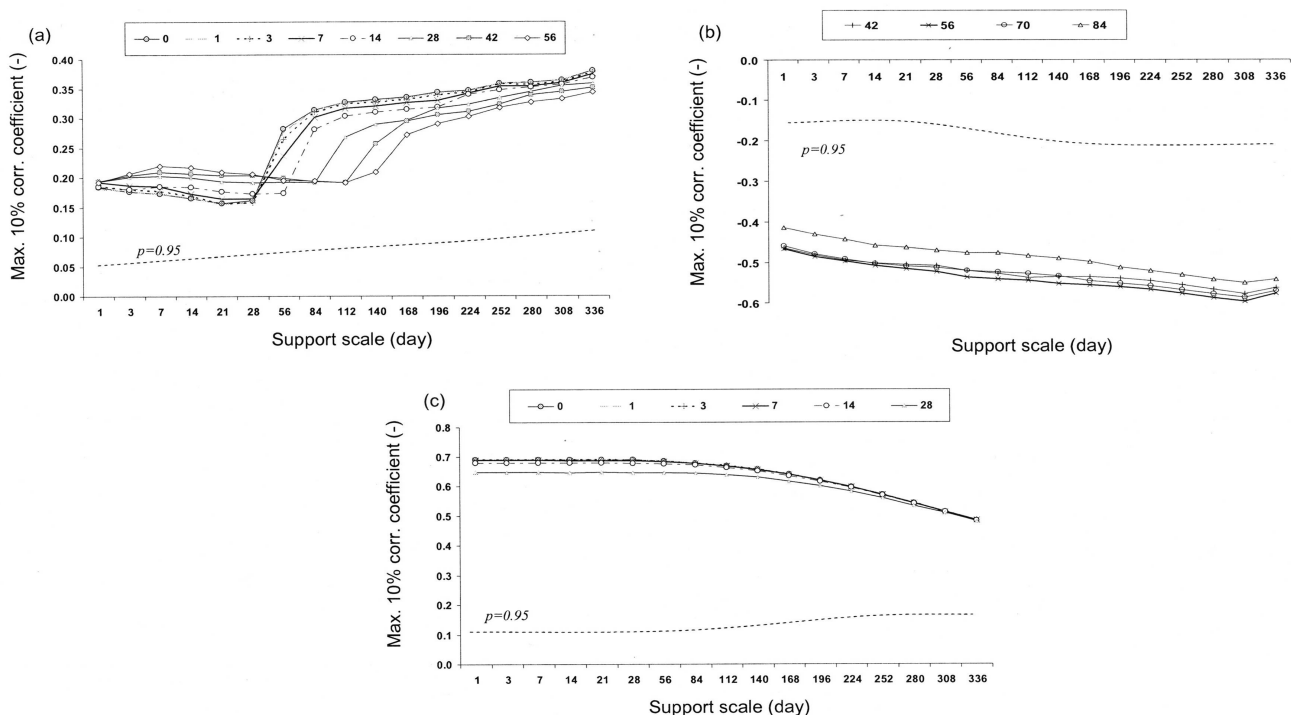 (a)
0 1 3 7 14 28 42 56
Max. 10% corr. coefficient (-)
0.40
0.35
0.30
0.25
0.20
0.15
0.10
0.05
0.00
p=0.95
1 3 7 14 21 28 56 84 112 140 168 196 224 252 280 308 336
Support scale (day)
(b)
42 56 70 84
Max. 10% corr. coefficient (-)
1 3 7 14 21 28 56 84 112 140 168 196 224 252 280 308 336
0.0
-0.1
-0.2
-0.3
-0.4
-0.5
-0.6
p=0.95
Support scale (day)
(c)
0 1 3 7 14 28
Max. 10% corr. coefficient (-)
0.8
0.7
0.6
0.5
0.4
0.3
0.2
0.1
0.0
p=0.95
1 3 7 14 21 28 56 84 112 140 168 196 224 252 280 308 336
Support scale (day)